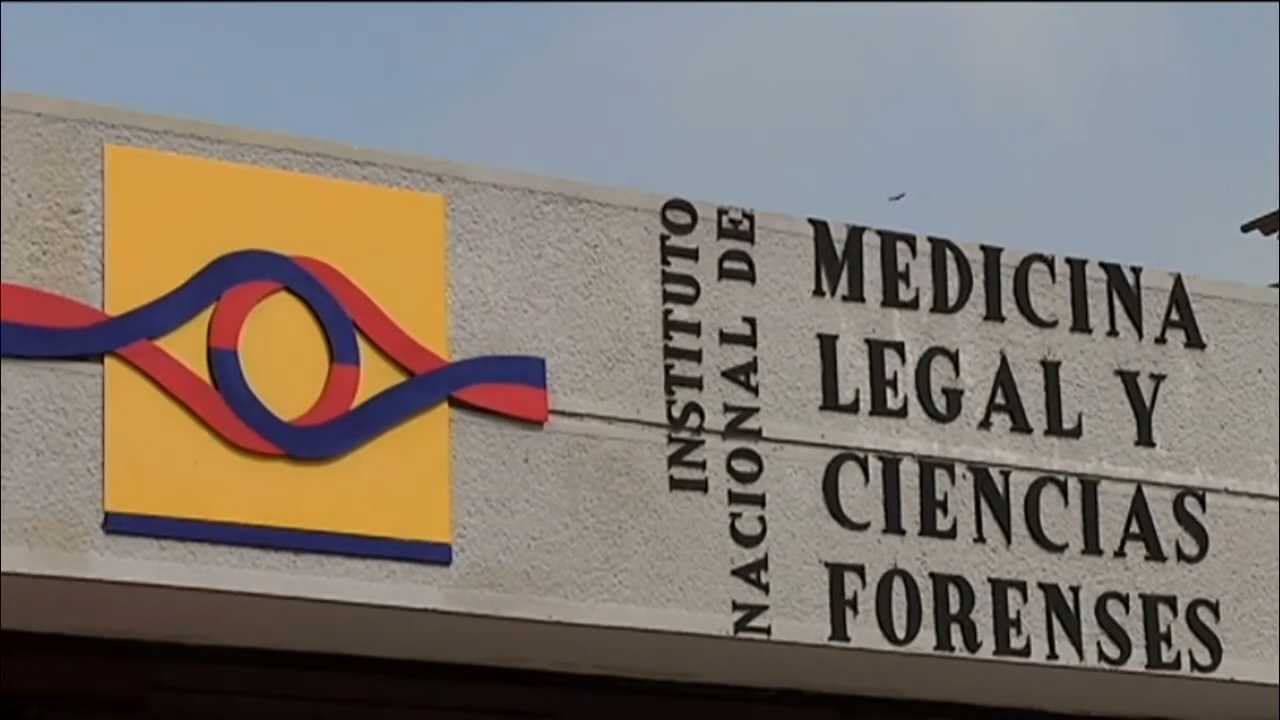 INSTITUTO
NACIONAL DE
MEDICINA
LEGAL Y
CIENCIAS
FORENSES